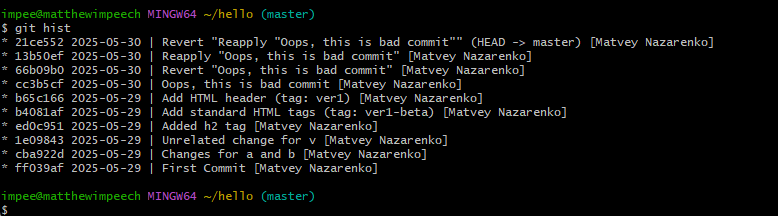 impee@matthewimpeech MINGW64 ~/hello (master)
$ git hist
* 21ce552 2025-05-30 | Revert "Reapply "Oops, this is bad commit"" (HEAD -> master) [Matvey Nazarenko]
* 13b50ef 2025-05-30 | Reapply "Oops, this is bad commit" [Matvey Nazarenko]
* 66b09b0 2025-05-30 | Revert "Oops, this is bad commit" [Matvey Nazarenko]
* cc3b5cf 2025-05-30 | Oops, this is bad commit [Matvey Nazarenko]
* b65c166 2025-05-29 | Add HTML header (tag: ver1) [Matvey Nazarenko]
* b4081af 2025-05-29 | Add standard HTML tags (tag: ver1-beta) [Matvey Nazarenko]
* ed0c951 2025-05-29 | Added h2 tag [Matvey Nazarenko]
* 1e09843 2025-05-29 | Unrelated change for v [Matvey Nazarenko]
* cba922d 2025-05-29 | Changes for a and b [Matvey Nazarenko]
* ff039af 2025-05-29 | First Commit [Matvey Nazarenko]
impee@matthewimpeech MINGW64 ~/hello (master)
$